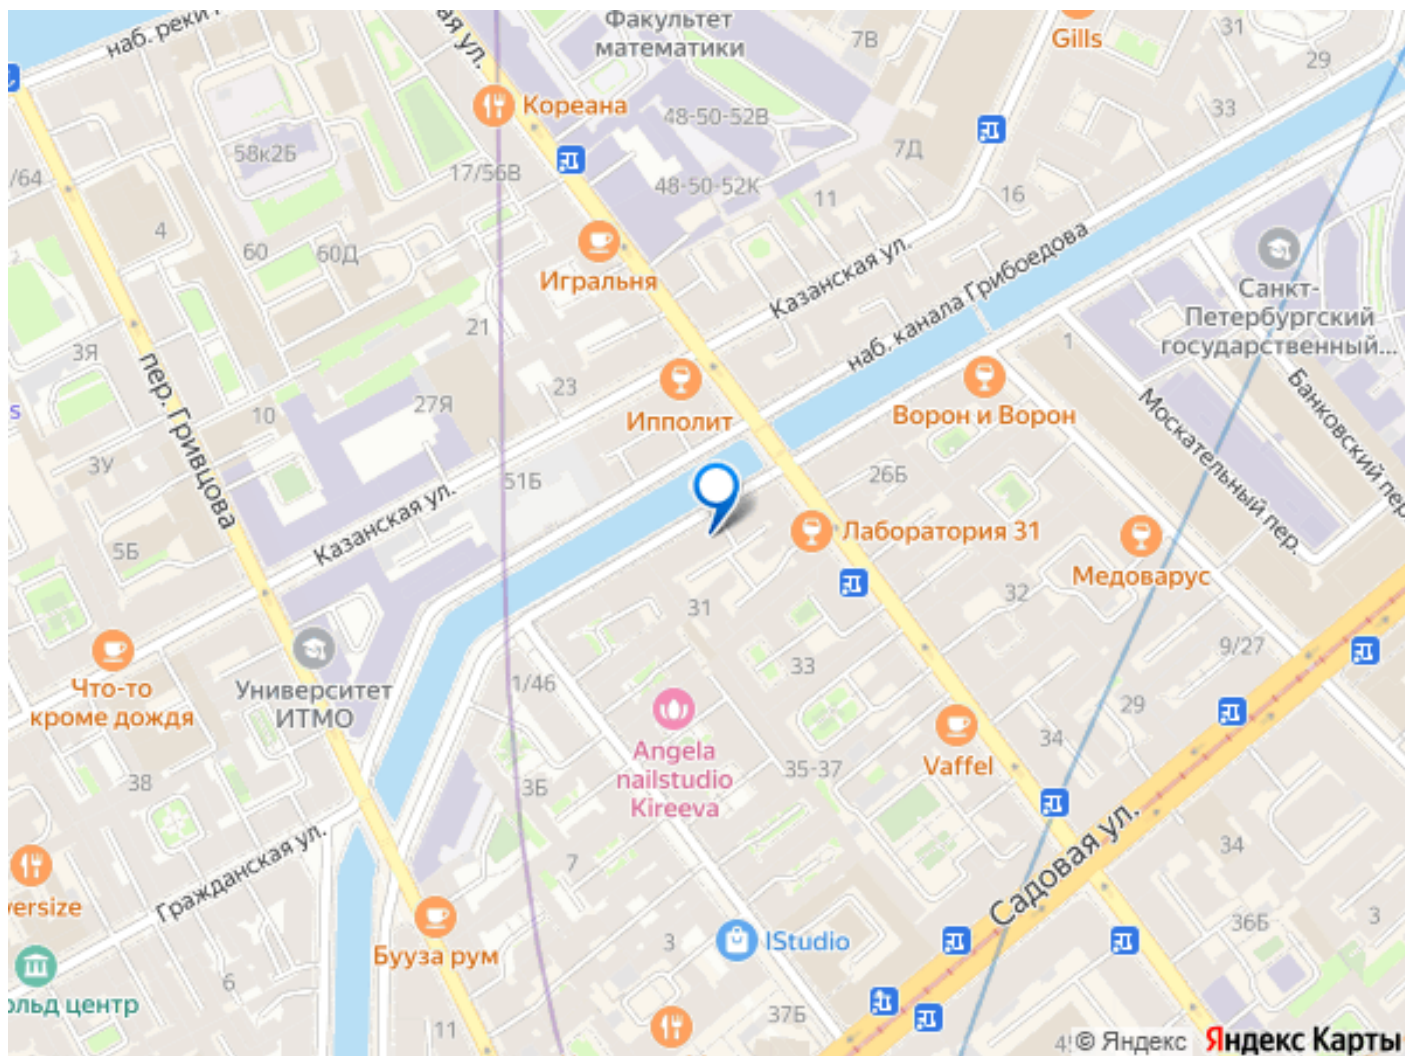 наб. реки
ая ул.
Факультет
математики
7В
Gills
31
29
33
Кореана
48-50-52В
58к2Б
17/56В
7Д
/64
48-50-52К
11
16
4
60
60Д
Игральня
Казанская ул.
наб. канала Грибоедова
Санкт-
Петербургский
государственный...
21
3Я
1
23
Ипполит
Ворон и Ворон
Москательный пер.
Банковский пер.
s
10
27Я
пер. Гривцова
3У
51Б
26Б
Казанская ул.
5Б
Лаборатория 31
Медоварус
32
31
9/27
33
Что-то
кроме дождя
Университет
ИТМО
1/46
29
34
Angela
nailstudio
Kireeva
35-37
Vaffel
38
3Б
Садовая ул.
34
Гражданская ул.
7
versize
Бууза рум
3
IStudio
36Б
3
6
ольд центр
11
37Б
© Яндекс
Яндекс Карты